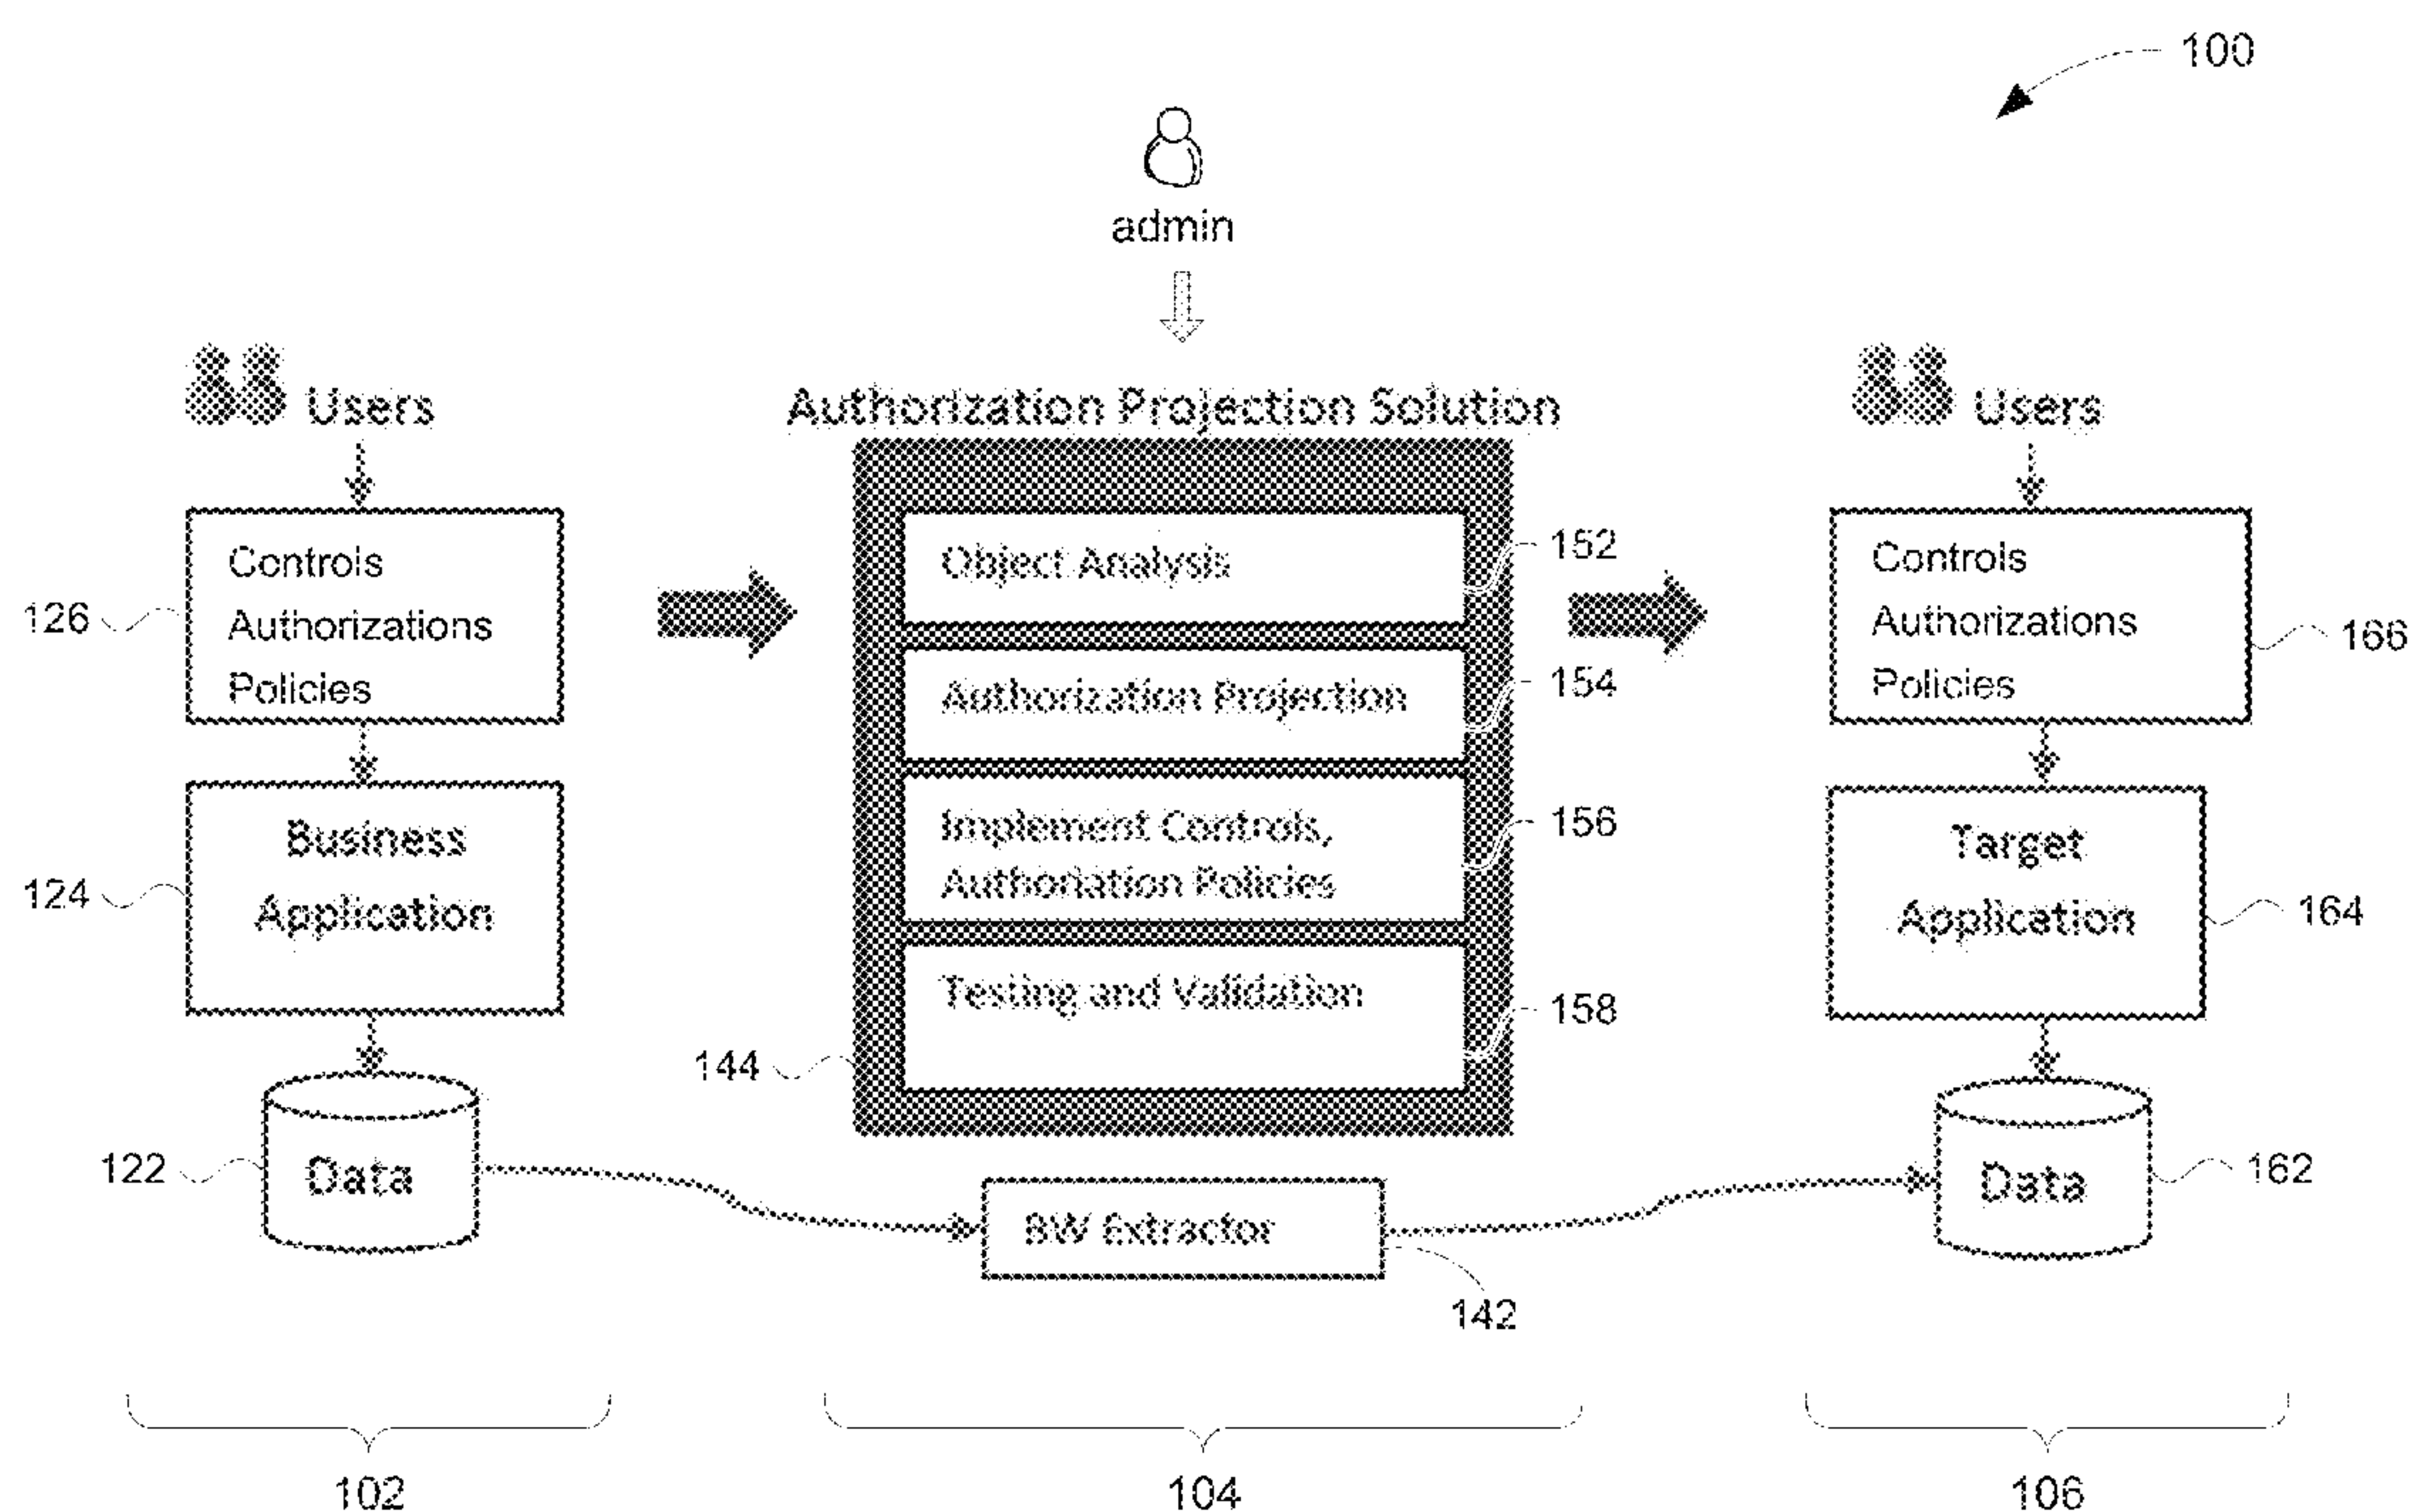 100
admin
Users
Authorization Projection Solution
Users
Controls
Authorizations
Policies
126
Object Analysis
152
Authorization Projection
154
Implement Controls,
Authoriation Policies
156
Testing and Validation
158
144
Controls
Authorizations
Policies
166
Business
Application
124
Target
Application
164
Data
122
BW Extractor
142
Data
162
102
104
106